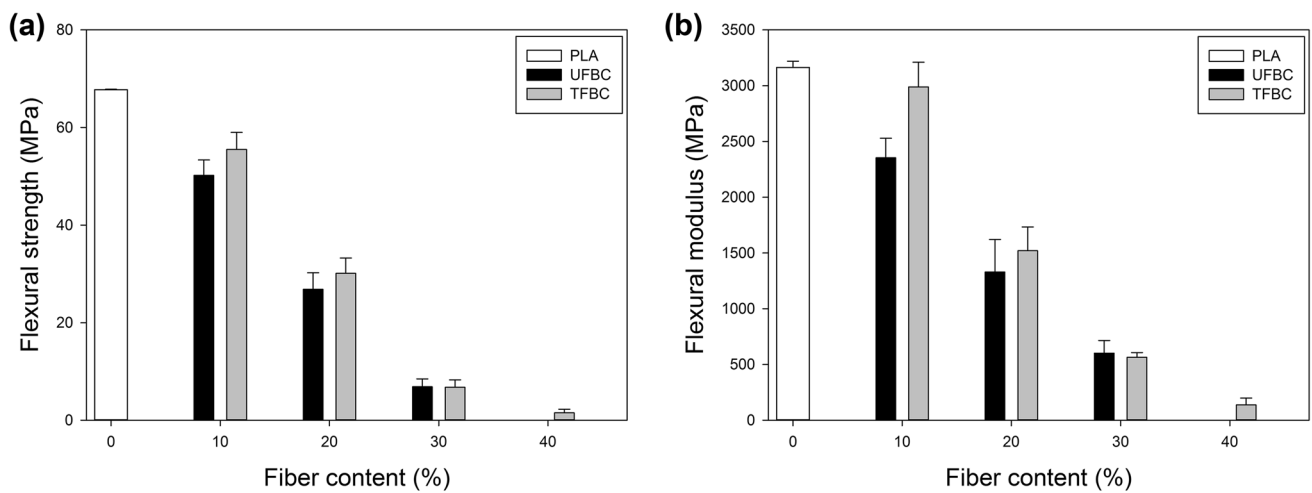 (a)
Flexural strength (MPa)
80
60
40
20
0
PLA
UFBC
TFBC
0 10 20 30 40
Fiber content (%)
(b)
Flexural modulus (MPa)
3500
3000
2500
2000
1500
1000
500
0
PLA
UFBC
TFBC
0 10 20 30 40
Fiber content (%)